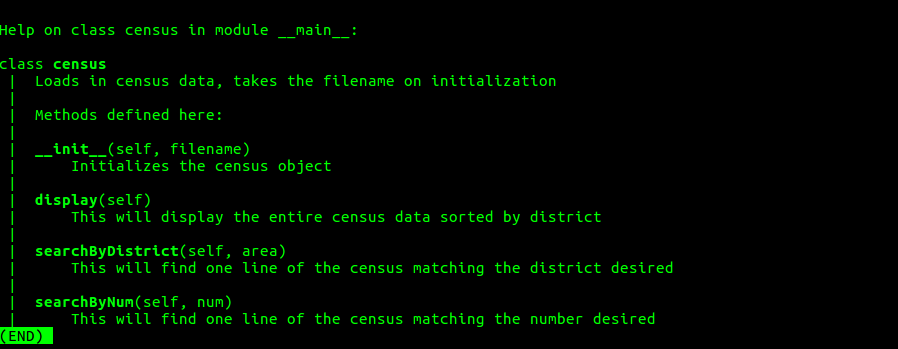 Help on class census in module __main__:

class census
 |  Loads in census data, takes the filename on initialization
 |
 |  Methods defined here:
 |
 |  __init__(self, filename)
 |      Initializes the census object
 |
 |  display(self)
 |      This will display the entire census data sorted by district
 |
 |  searchByDistrict(self, area)
 |      This will find one line of the census matching the district desired
 |
 |  searchByNum(self, num)
 |      This will find one line of the census matching the number desired
(END)